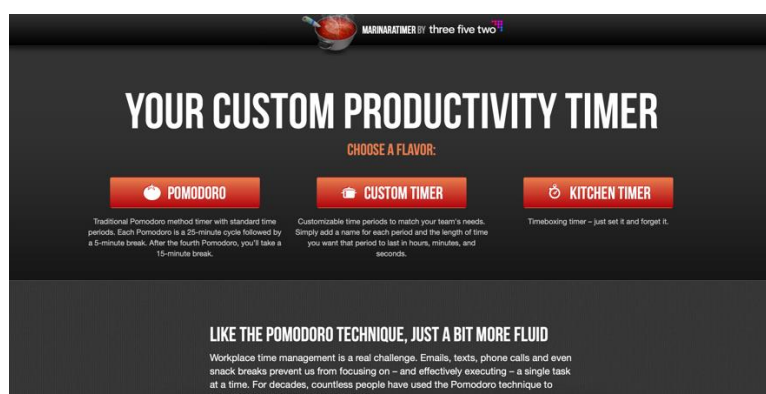 MARINARATIMER BY three five two
YOUR CUSTOM PRODUCTIVITY TIMER
CHOOSE A FLAVOR:
POMODORO
Traditional Pomodoro method timer with standard time
periods. Each Pomodoro is a 25-minute cycle followed by
a 5-minute break. After the fourth Pomodoro, you'll take a
15-minute break.
CUSTOM TIMER
Customizable time periods to match your team's needs.
Simply add a name for each period and the length of time
you want that period to last in hours, minutes, and
seconds.
KITCHEN TIMER
Timeboxing timer – just set it and forget it.
LIKE THE POMODORO TECHNIQUE, JUST A BIT MORE FLUID
Workplace time management is a real challenge. Emails, texts, phone calls and even
snack breaks prevent us from focusing on – and effectively executing – a single task
at a time. For decades, countless people have used the Pomodoro technique to